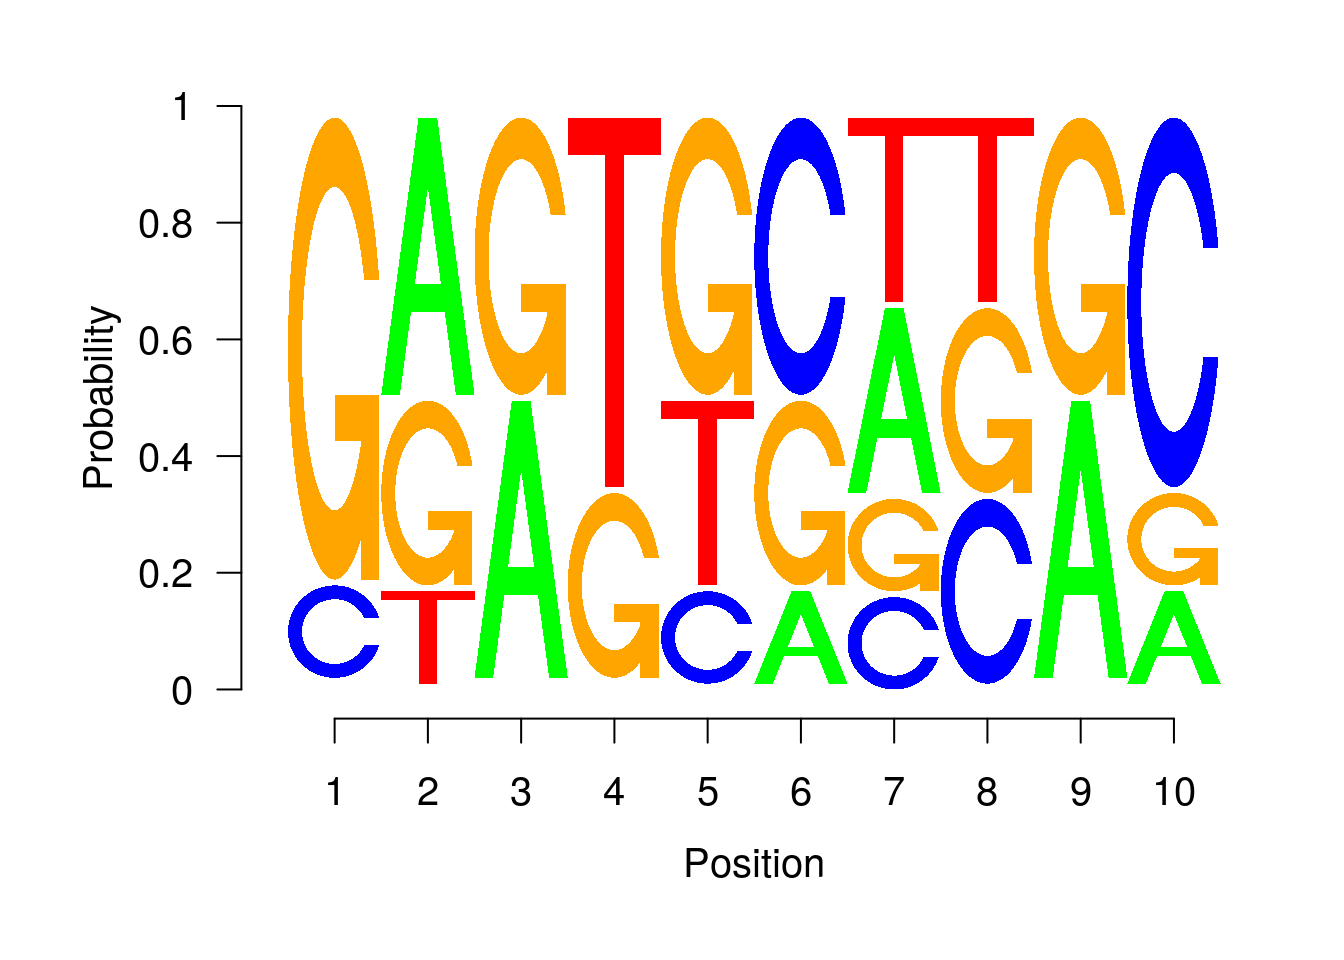 1
0.8
0.6
0.4
0.2
0
Probability
G A G T G C T T G C
G A T G A G A G
G T G C G C A
C T A G C A C C A A
1 2 3 4 5 6 7 8 9 10
Position